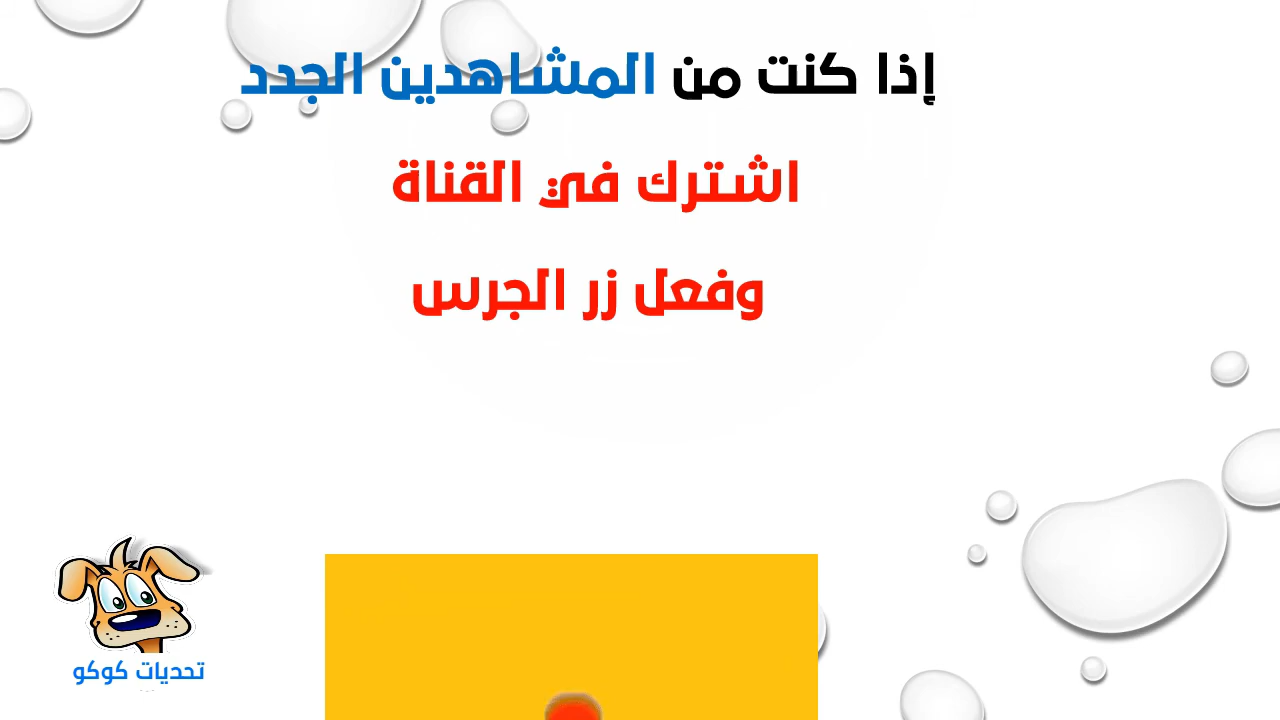 إذا كنت من المشاهدين الجدد
اشترك في القناة
وفعل زر الجرس
تحديات كوكو